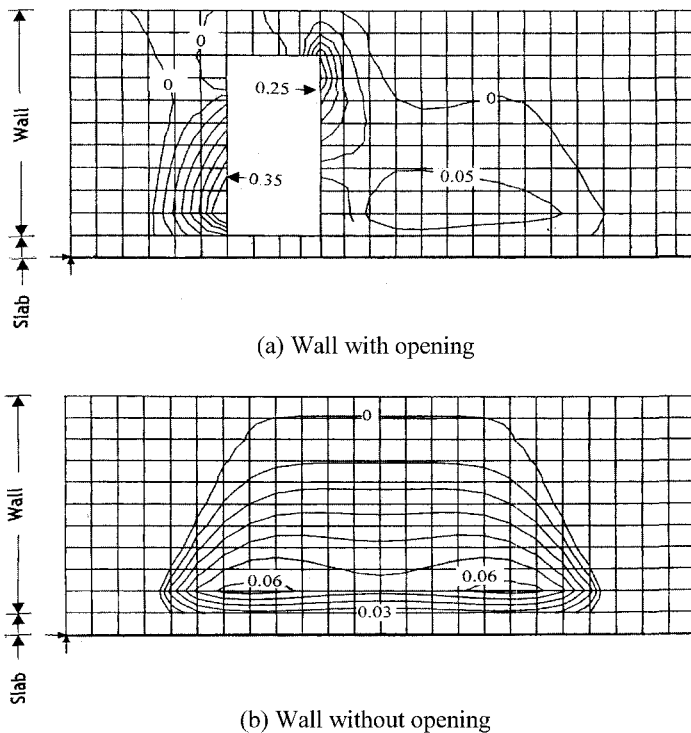 0
0
0.25
0
0.35
0.05
Wall
Slab
(a) Wall with opening
0
0.06
0.06
0.03
Wall
Slab
(b) Wall without opening